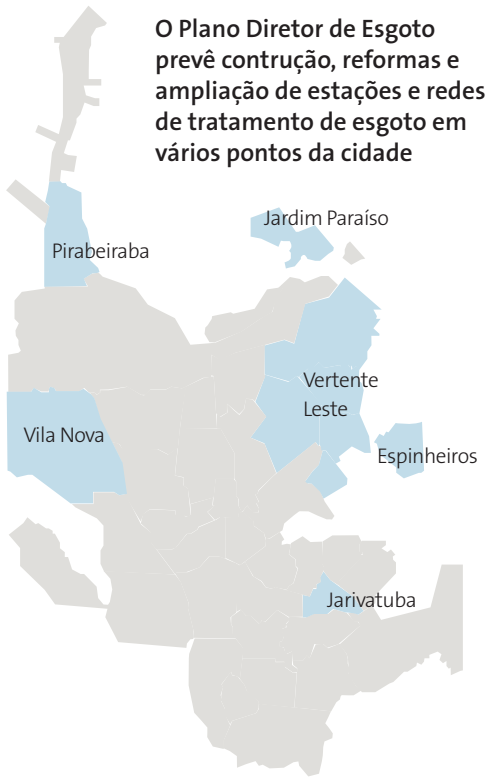 O Plano Diretor de Esgoto
prevê contrução, reformas e
ampliação de estações e redes
de tratamento de esgoto em
vários pontos da cidade
Jardim Paraíso
Pirabeiraba
Vertente
Leste
Vila Nova
Espinheiros
Jarivatuba